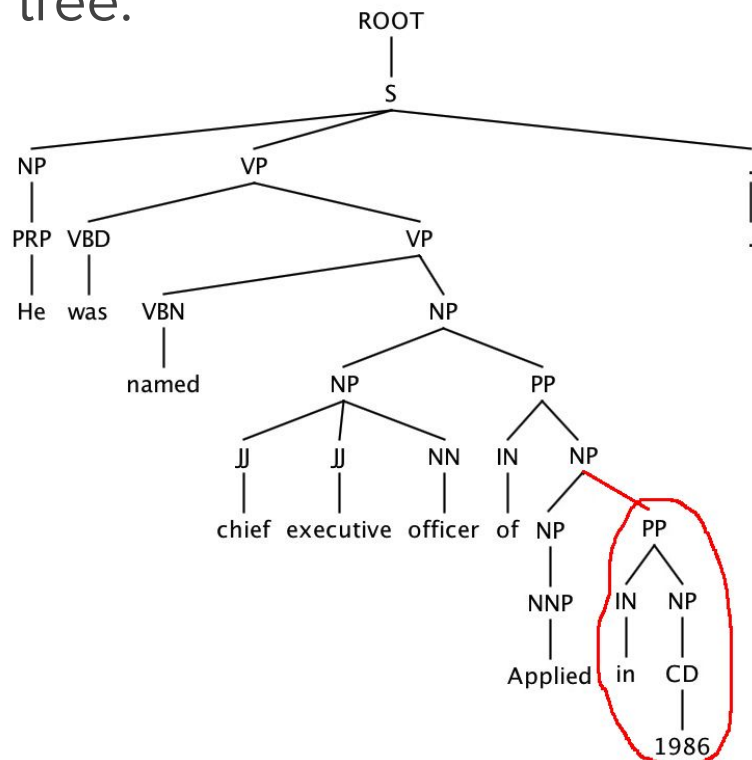 tree.
ROOT
S
NP VP .
PRP VBD VP .
He was VBN NP
named NP PP
JJ JJ NN IN NP
chief executive officer of NP PP
NNP IN NP
Applied in CD
1986